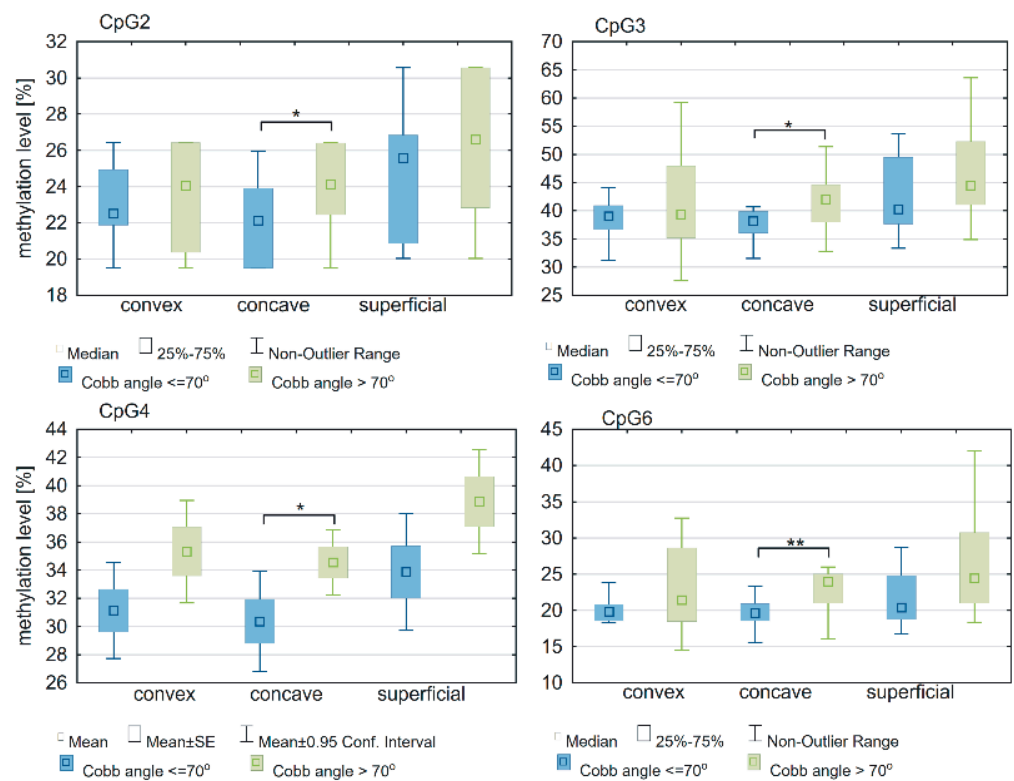 CpG2
CpG3
methylation level [%]
32
30
28
26
24
22
20
18
*
convex concave superficial
Median 25%-75% Non-Outlier Range
Cobb angle <=70° Cobb angle > 70°
70
65
60
55
50
45
40
35
30
25
*
convex concave superficial
Median 25%-75% Non-Outlier Range
Cobb angle <=70° Cobb angle > 70°
CpG4
CpG6
methylation level [%]
44
42
40
38
36
34
32
30
28
26
*
convex concave superficial
Mean Mean±SE Mean±0.95 Conf. Interval
Cobb angle <=70° Cobb angle > 70°
45
40
35
30
25
20
15
10
**
convex concave superficial
Median 25%-75% Non-Outlier Range
Cobb angle <=70° Cobb angle > 70°